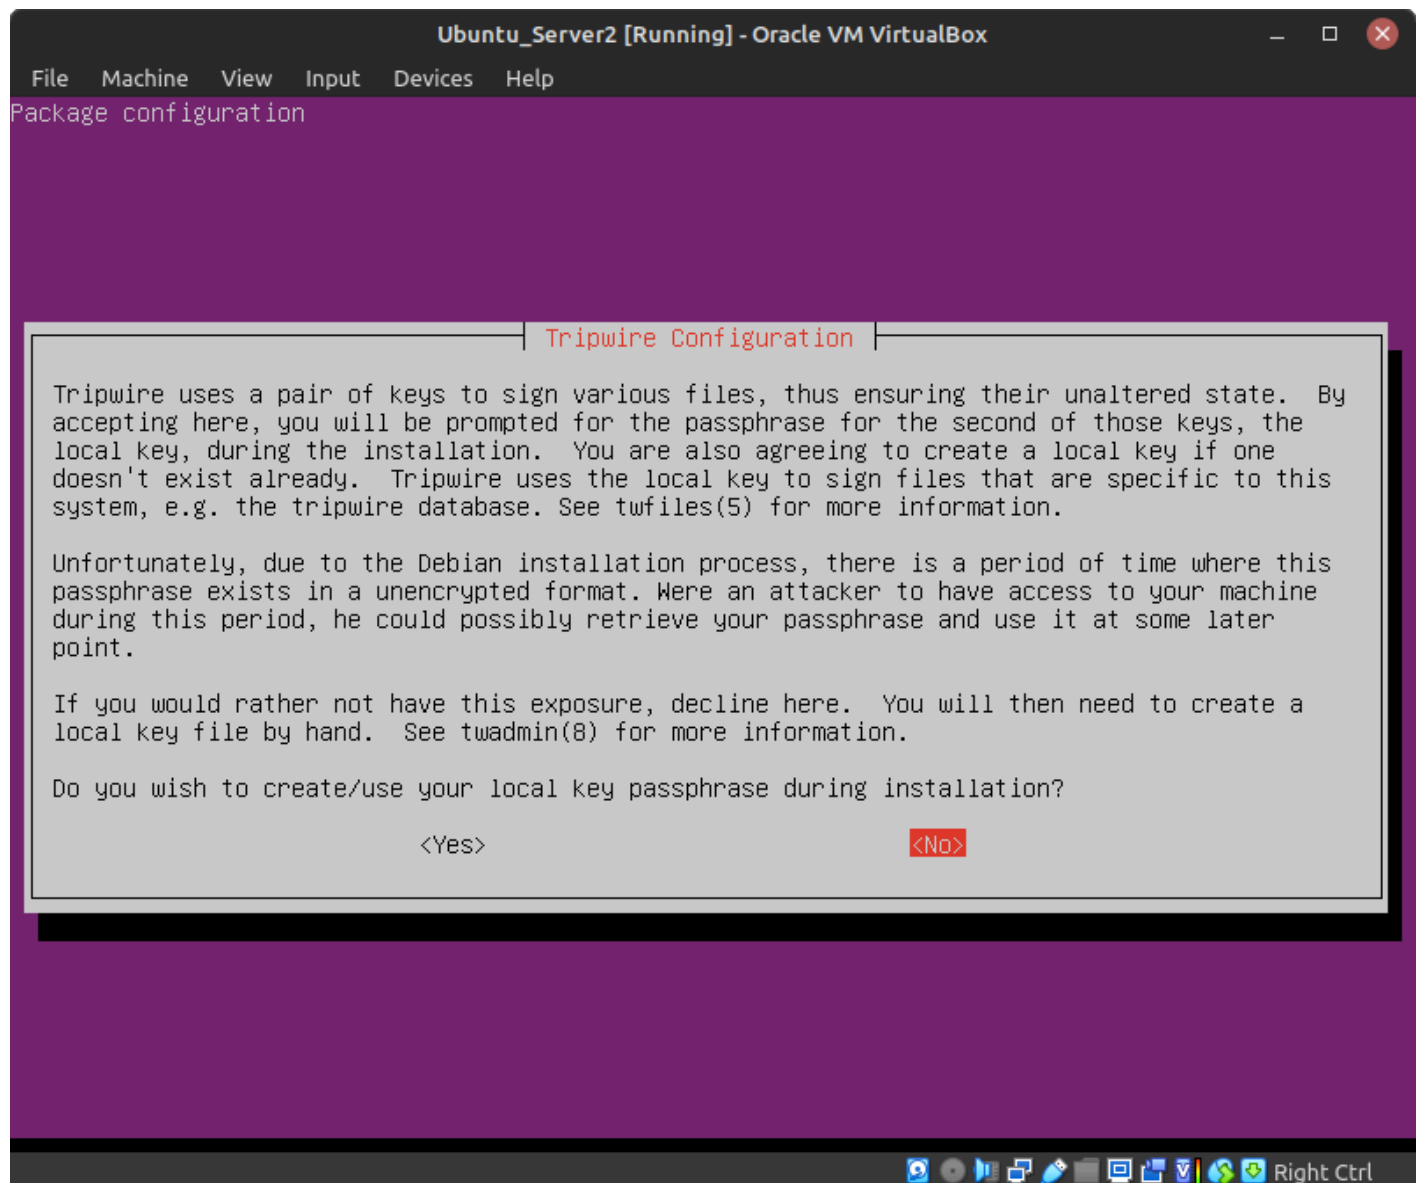 Ubuntu_Server2 [Running] - Oracle VM VirtualBox
File Machine View Input Devices Help
Package configuration
Tripwire Configuration
Tripwire uses a pair of keys to sign various files, thus ensuring their unaltered state.  By
accepting here, you will be prompted for the passphrase for the second of those keys, the
local key, during the installation.  You are also agreeing to create a local key if one
doesn't exist already.  Tripwire uses the local key to sign files that are specific to this
system, e.g. the tripwire database. See twfiles(5) for more information.
Unfortunately, due to the Debian installation process, there is a period of time where this
passphrase exists in a unencrypted format. Were an attacker to have access to your machine
during this period, he could possibly retrieve your passphrase and use it at some later
point.
If you would rather not have this exposure, decline here.  You will then need to create a
local key file by hand.  See twadmin(8) for more information.
Do you wish to create/use your local key passphrase during installation?
<Yes> <No>
Right Ctrl